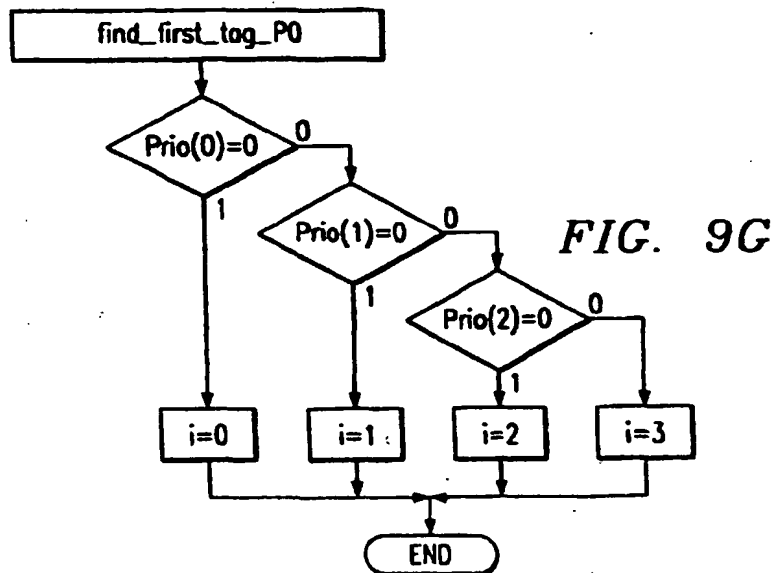 find_first_tag_P0
Prio(0)=0
0
1
Prio(1)=0
0
1
Prio(2)=0
0
1
FIG. 9G
i=0
i=1
i=2
i=3
END